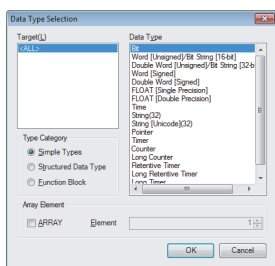 Data Type Selection
Target(L)
<ALL>
Data Type
Bit
Word [Unsigned]/Bit String [16-bit]
Double Word [Unsigned]/Bit String [32-b
Word [Signed]
Double Word [Signed]
FLOAT [Single Precision]
FLOAT [Double Precision]
Time
String(32)
String [Unicode](32)
Pointer
Timer
Counter
Long Counter
Retentive Timer
Long Retentive Timer
Long Timer
Type Category
Simple Types
Structured Data Type
Function Block
Array Element
ARRAY
Element
1
OK
Cancel